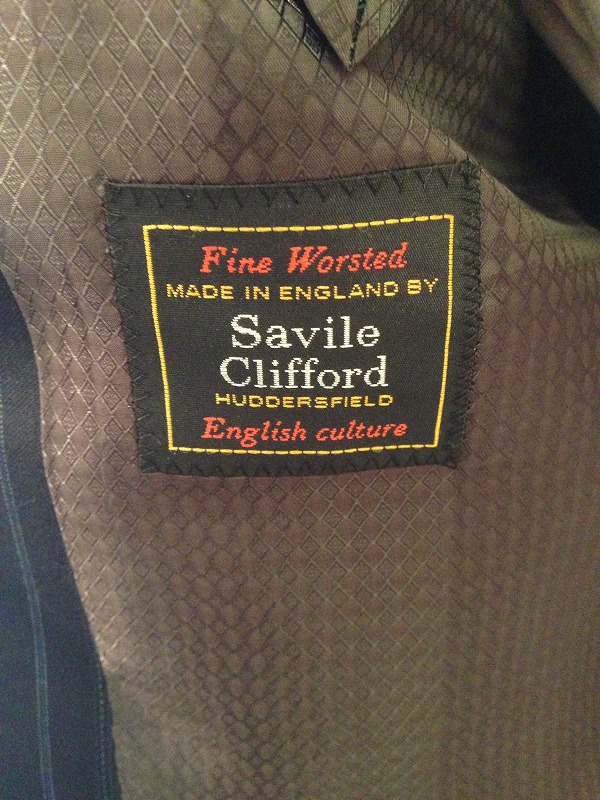 Fine Worsted
MADE IN ENGLAND BY
Savile
Clifford
HUDDERSFIELD
English culture